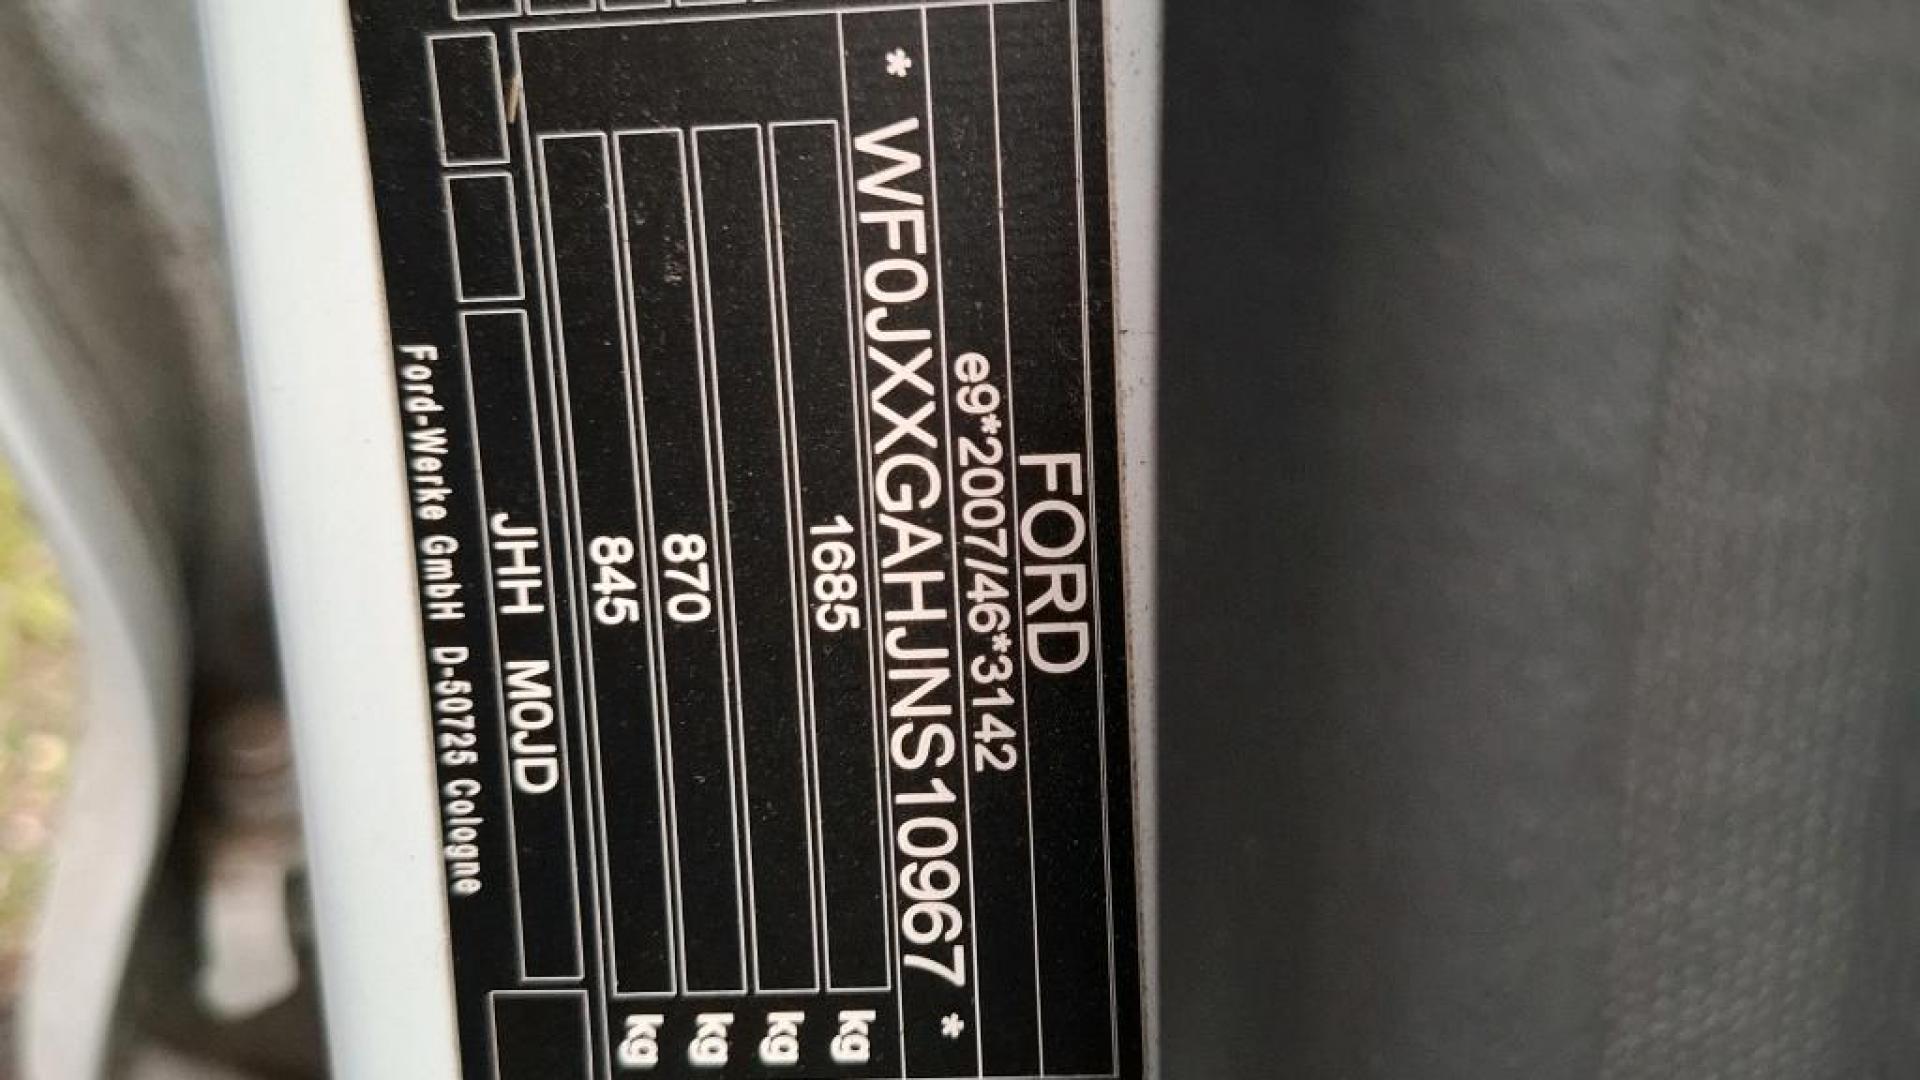 FORD
e9*2007/46*3142
* WF0JXXGAHJNS10967 *
1685 kg
kg
870 kg
845 kg
JHH M0JD
Ford-Werke GmbH D-50725 Cologne